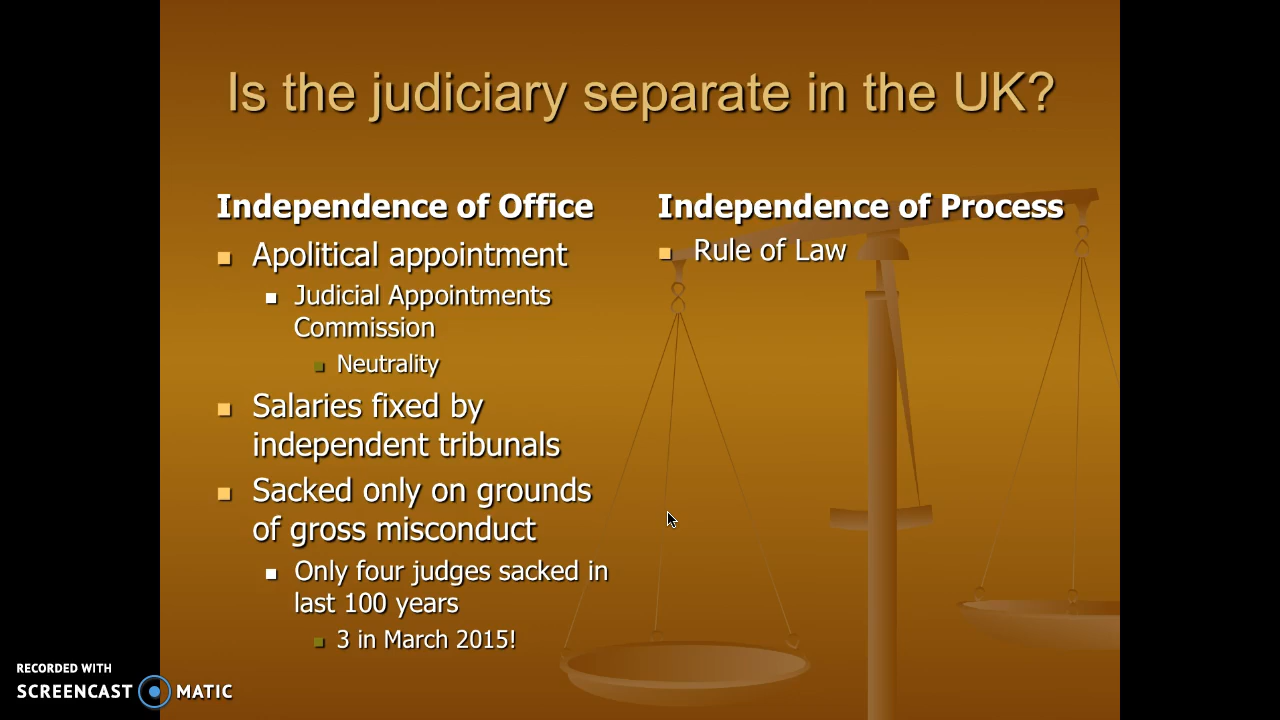 Is the judiciary separate in the UK?
Independence of Office
Apolitical appointment
Judicial Appointments
Commission
Neutrality
Salaries fixed by
independent tribunals
Sacked only on grounds
of gross misconduct
Only four judges sacked in
last 100 years
3 in March 2015!
Independence of Process
Rule of Law
RECORDED WITH
SCREENCAST MATIC